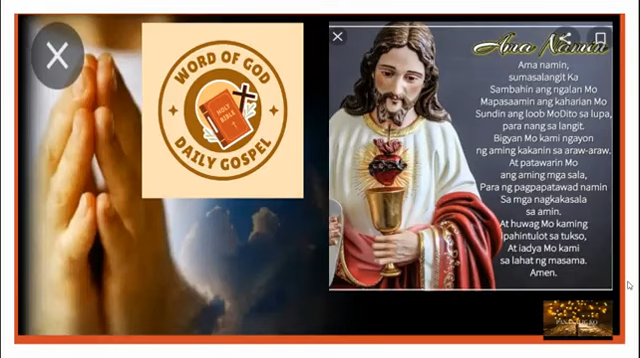 WORD OF GOD
HOLY
BIBLE
DAILY GOSPEL
Ama Namin
Ama namin,
sumasalangit Ka
Sambahin ang ngalan Mo
Mapasaamin ang kaharian Mo
Sundin ang loob MoDito sa lupa,
para nang sa langit.
Bigyan Mo kami ngayon
ng aming kakanin sa araw-araw.
At patawarin Mo
ang aming mga sala,
Para ng pagpapatawad namin
Sa mga nagkakasala
sa amin.
At huwag Mo kaming
pahintulot sa tukso,
At iadya Mo kami
sa lahat ng masama.
Amen.